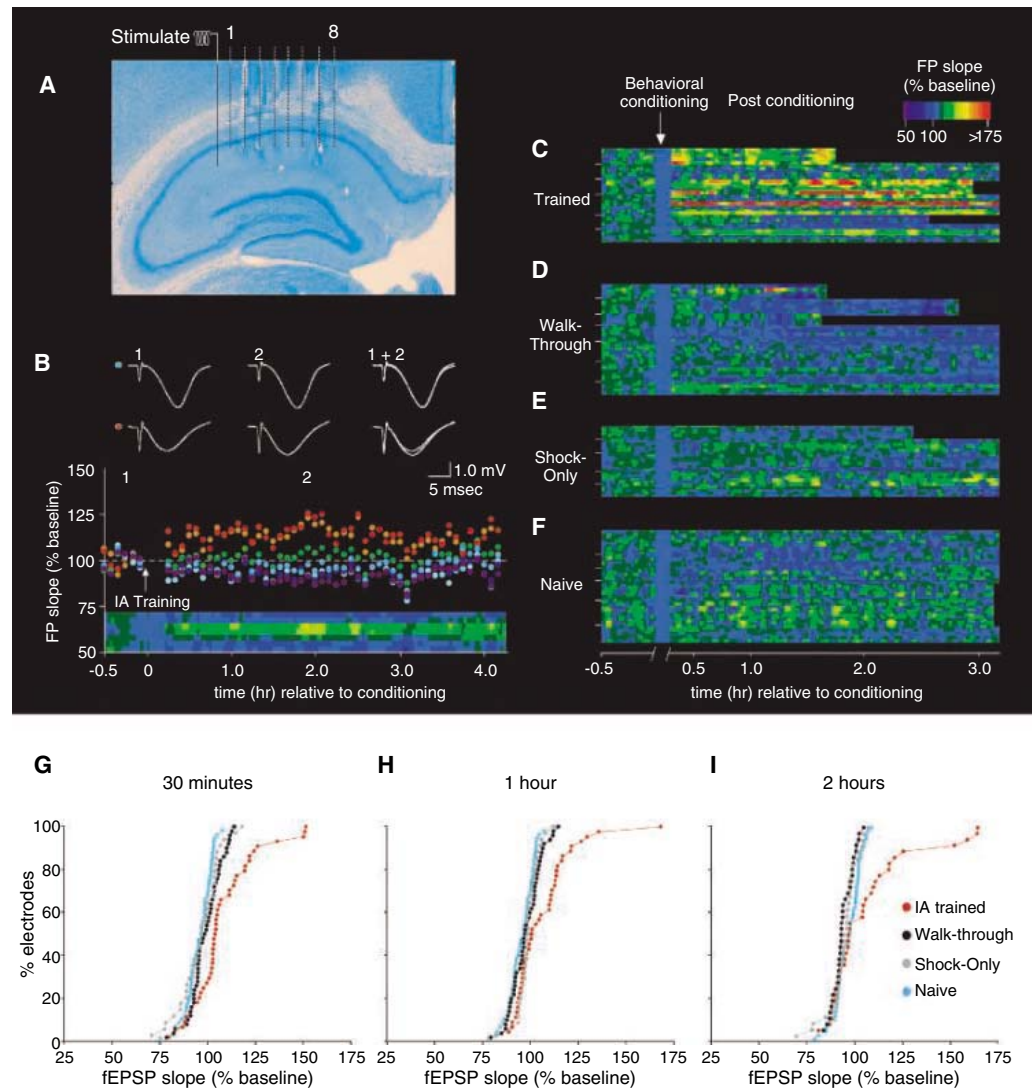 Stimulate 1 8
A
B
1 2 1 + 2
1.0 mV
5 msec
1 2
FP slope (% baseline)
150
125
100
75
50
IA Training
-0.5 0 1.0 2.0 3.0 4.0
time (hr) relative to conditioning
Behavioral
conditioning
Post conditioning
FP slope
(% baseline)
50 100 >175
C
Trained
D
Walk-
Through
E
Shock-
Only
F
Naive
-0.5 0.5 1.0 2.0 3.0
time (hr) relative to conditioning
G
30 minutes
% electrodes
100
80
60
40
20
0
25 50 75 100 125 150 175
fEPSP slope (% baseline)
H
1 hour
25 50 75 100 125 150 175
fEPSP slope (% baseline)
I
2 hours
IA trained
Walk-through
Shock-Only
Naive
25 50 75 100 125 150 175
fEPSP slope (% baseline)